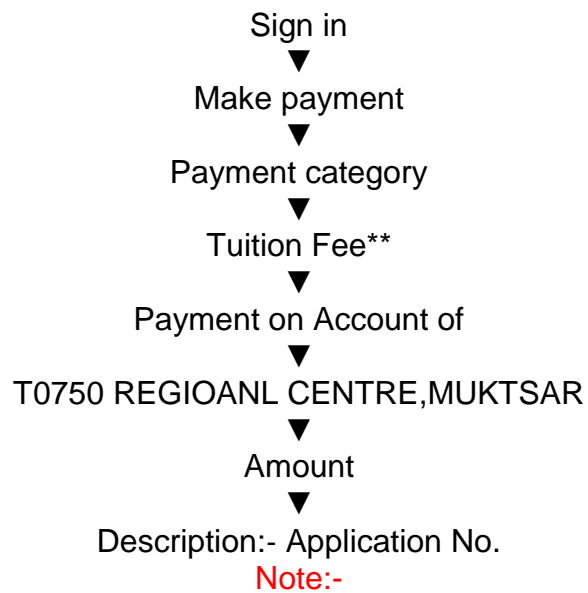 Sign in
▼
Make payment
▼
Payment category
▼
Tuition Fee**
▼
Payment on Account of
▼
T0750 REGIOANL CENTRE,MUKTSAR
▼
Amount
▼
Description:- Application No.
Note:-